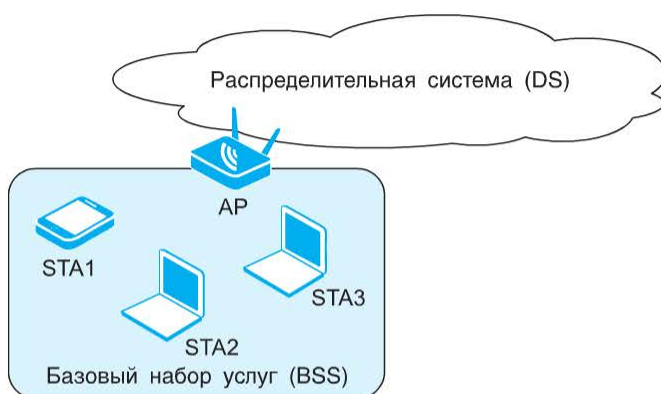 Распределительная система (DS)
AP
STA1
STA3
STA2
Базовый набор услуг (BSS)